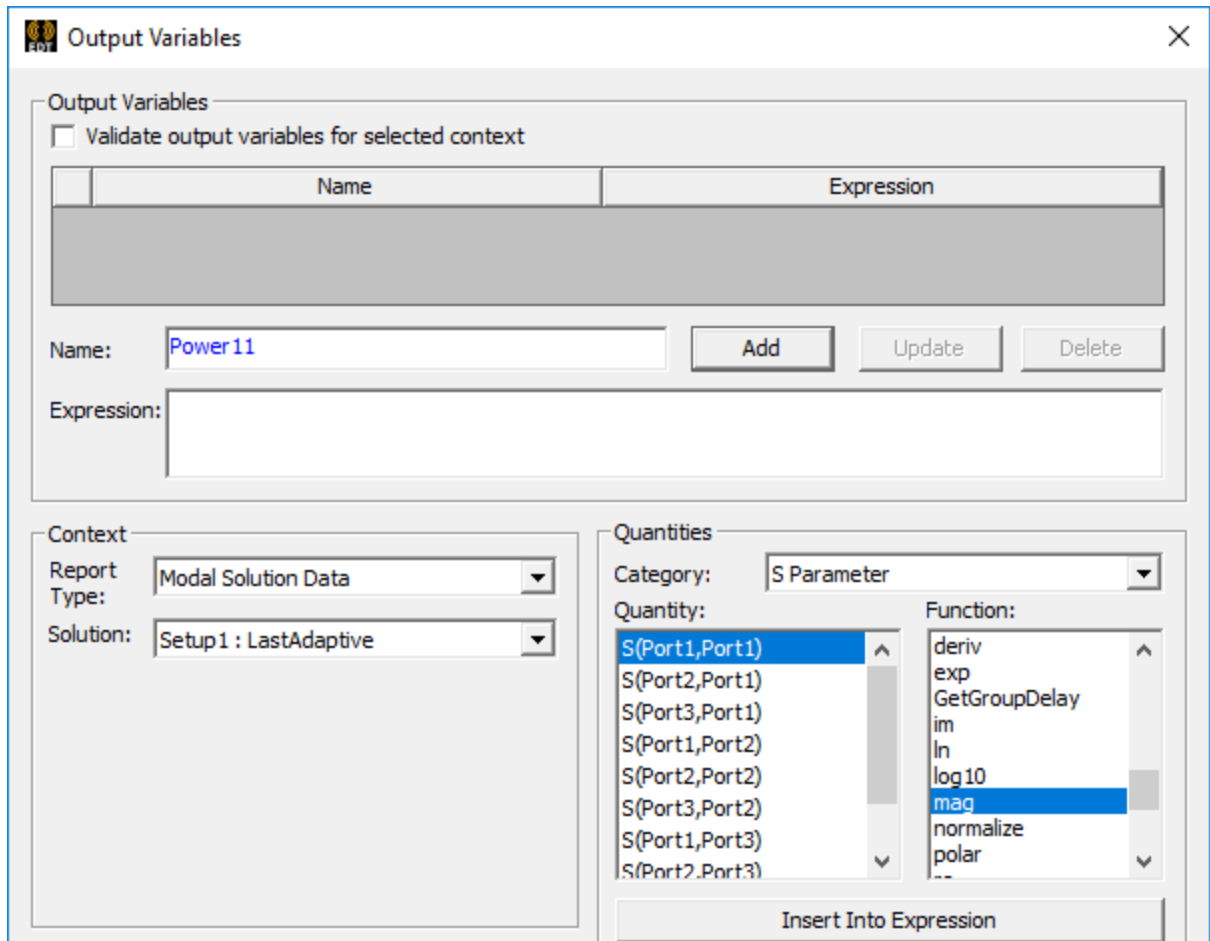 EDT
Output Variables
Output Variables
Validate output variables for selected context
Name Expression
Name: Power11 Add Update Delete
Expression:
Context
Report Type: Modal Solution Data
Solution: Setup1 : LastAdaptive
Quantities
Category: S Parameter
Quantity:
S(Port1,Port1)
S(Port2,Port1)
S(Port3,Port1)
S(Port1,Port2)
S(Port2,Port2)
S(Port3,Port2)
S(Port1,Port3)
S(Port2,Port3)
Function:
deriv
exp
GetGroupDelay
im
ln
log10
mag
normalize
polar
Insert Into Expression